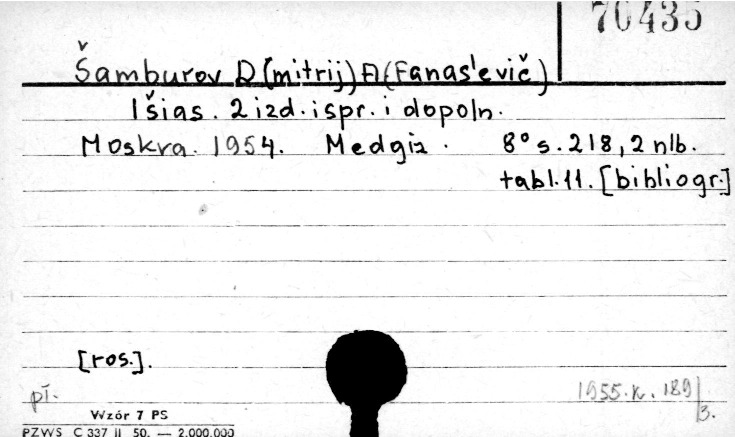 70435
Šamburov D(mitrij) A(fanas'evič)
Išias. 2 izd. ispr. i dopoln.
Moskva. 1954. Medgiz. 8° s. 218, 2 nlb.
tabl. 11. [bibliogr.]
[ros.].
pł. 1955. K. 189/3.
Wzór 7 PS
PZWS C 337 II 50. — 2.000.000